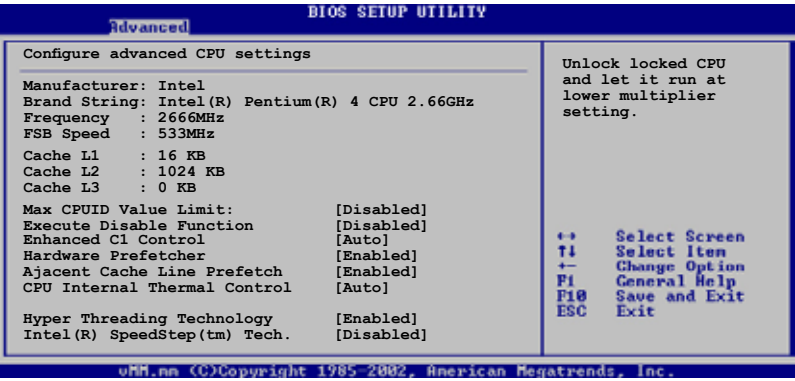 BIOS SETUP UTILITY
Advanced
Configure advanced CPU settings
Manufacturer: Intel
Brand String: Intel(R) Pentium(R) 4 CPU 2.66GHz
Frequency : 2666MHz
FSB Speed : 533MHz
Cache L1 : 16 KB
Cache L2 : 1024 KB
Cache L3 : 0 KB
Max CPUID Value Limit: [Disabled]
Execute Disable Function [Disabled]
Enhanced C1 Control [Auto]
Hardware Prefetcher [Enabled]
Ajacent Cache Line Prefetch [Enabled]
CPU Internal Thermal Control [Auto]
Hyper Threading Technology [Enabled]
Intel(R) SpeedStep(tm) Tech. [Disabled]
Unlock locked CPU
and let it run at
lower multiplier
setting.
↔ Select Screen
↑↓ Select Item
+- Change Option
F1 General Help
F10 Save and Exit
ESC Exit
vMM.mm (C)Copyright 1985-2002, American Megatrends, Inc.